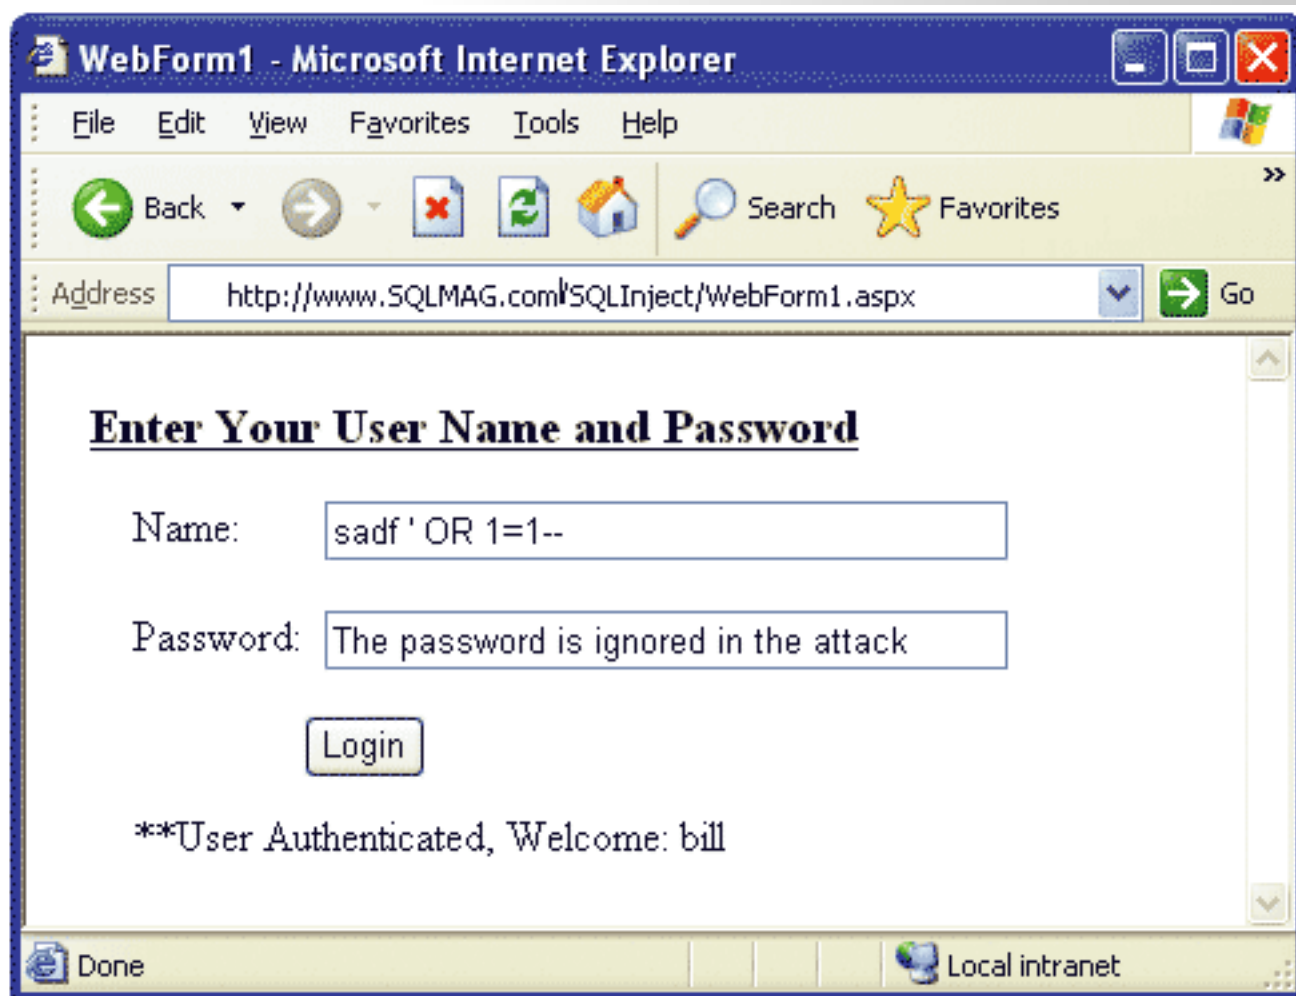 WebForm1 - Microsoft Internet Explorer
File Edit View Favorites Tools Help
Back Search Favorites »
Address http://www.SQLMAG.com/SQLInject/WebForm1.aspx Go
Enter Your User Name and Password
Name: sadf ' OR 1=1--
Password: The password is ignored in the attack
Login
**User Authenticated, Welcome: bill
Done Local intranet